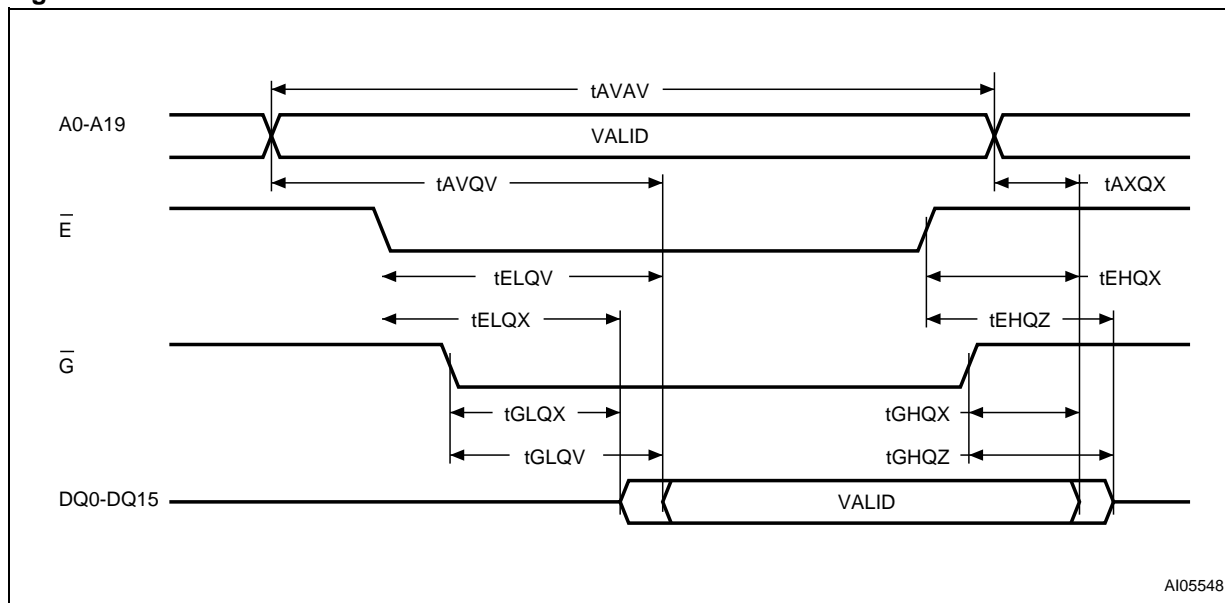 tAVAV
A0-A19
VALID
tAVQV
tAXQX
E̅
tELQV
tEHQX
tELQX
tEHQZ
G̅
tGLQX
tGHQX
tGLQV
tGHQZ
DQ0-DQ15
VALID
AI05548